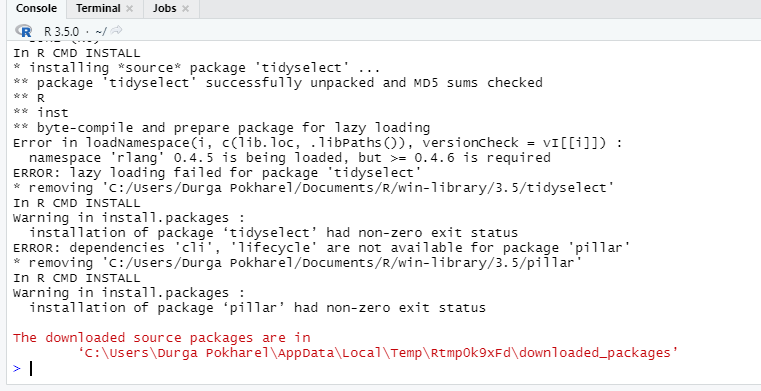 Console Terminal Jobs
R 3.5.0 · ~/
In R CMD INSTALL
* installing *source* package 'tidyselect' ...
** package 'tidyselect' successfully unpacked and MD5 sums checked
** R
** inst
** byte-compile and prepare package for lazy loading
Error in loadNamespace(i, c(lib.loc, .libPaths()), versionCheck = vI[[i]]) :
  namespace 'rlang' 0.4.5 is being loaded, but >= 0.4.6 is required
ERROR: lazy loading failed for package 'tidyselect'
* removing 'C:/Users/Durga Pokharel/Documents/R/win-library/3.5/tidyselect'
In R CMD INSTALL
Warning in install.packages :
  installation of package ‘tidyselect’ had non-zero exit status
ERROR: dependencies 'cli', 'lifecycle' are not available for package 'pillar'
* removing 'C:/Users/Durga Pokharel/Documents/R/win-library/3.5/pillar'
In R CMD INSTALL
Warning in install.packages :
  installation of package ‘pillar’ had non-zero exit status
The downloaded source packages are in
        ‘C:\Users\Durga Pokharel\AppData\Local\Temp\Rtmp0k9xFd\downloaded_packages’
>